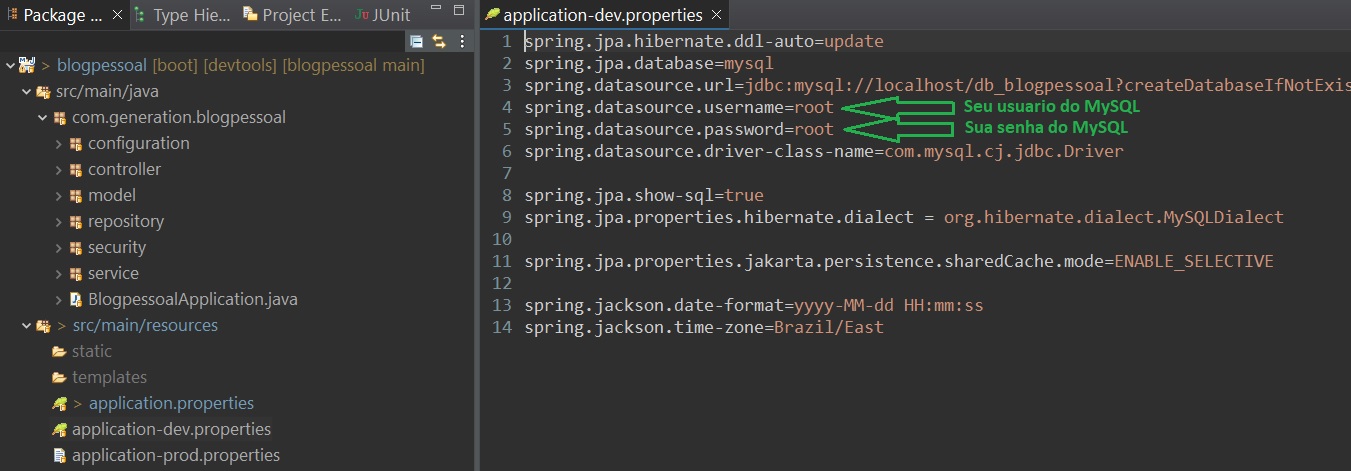 Package ... Type Hie... Project E... JUnit
blogpessoal [boot] [devtools] [blogpessoal main]
src/main/java
com.generation.blogpessoal
configuration
controller
model
repository
security
service
BlogpessoalApplication.java
src/main/resources
static
templates
application.properties
application-dev.properties
application-prod.properties
application-dev.properties
1 spring.jpa.hibernate.ddl-auto=update
2 spring.jpa.database=mysql
3 spring.datasource.url=jdbc:mysql://localhost/db_blogpessoal?createDatabaseIfNotExis
4 spring.datasource.username=root Seu usuario do MySQL
5 spring.datasource.password=root Sua senha do MySQL
6 spring.datasource.driver-class-name=com.mysql.cj.jdbc.Driver
7
8 spring.jpa.show-sql=true
9 spring.jpa.properties.hibernate.dialect = org.hibernate.dialect.MySQLDialect
10
11 spring.jpa.properties.jakarta.persistence.sharedCache.mode=ENABLE_SELECTIVE
12
13 spring.jackson.date-format=yyyy-MM-dd HH:mm:ss
14 spring.jackson.time-zone=Brazil/East